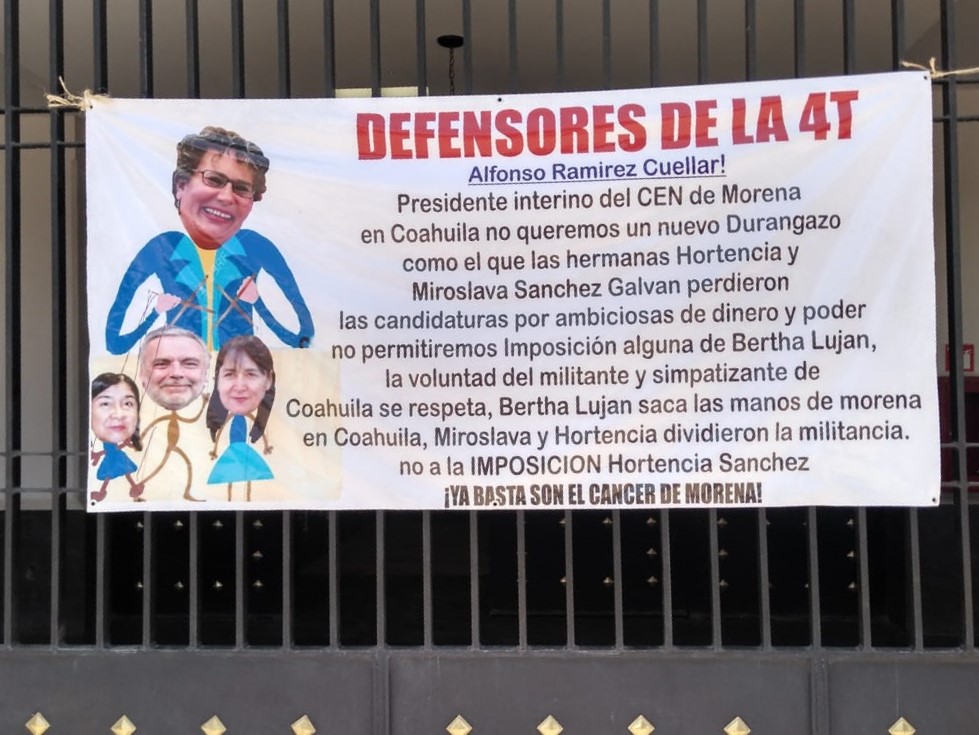 DEFENSORES DE LA 4T
Alfonso Ramirez Cuellar!
Presidente interino del CEN de Morena
en Coahuila no queremos un nuevo Durangazo
como el que las hermanas Hortencia y
Miroslava Sanchez Galvan perdieron
las candidaturas por ambiciosas de dinero y poder
no permitiremos Imposición alguna de Bertha Lujan,
la voluntad del militante y simpatizante de
Coahuila se respeta, Bertha Lujan saca las manos de morena
en Coahuila, Miroslava y Hortencia dividieron la militancia.
no a la IMPOSICION Hortencia Sanchez
¡YA BASTA SON EL CANCER DE MORENA!